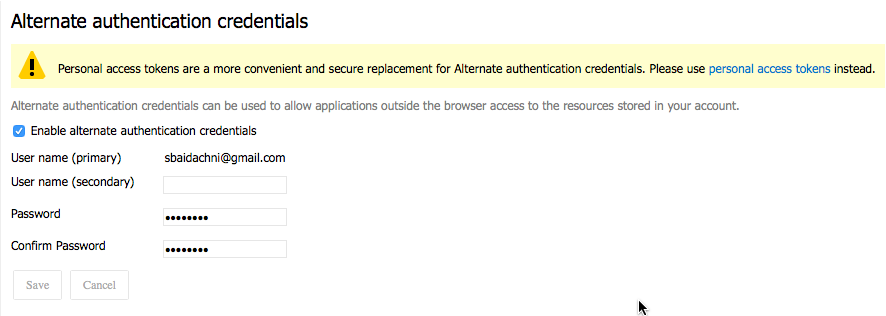 Alternate authentication credentials
Personal access tokens are a more convenient and secure replacement for Alternate authentication credentials. Please use personal access tokens instead.
Alternate authentication credentials can be used to allow applications outside the browser access to the resources stored in your account.
Enable alternate authentication credentials
User name (primary) sbaidachni@gmail.com
User name (secondary)
Password ••••••••
Confirm Password ••••••••
Save Cancel